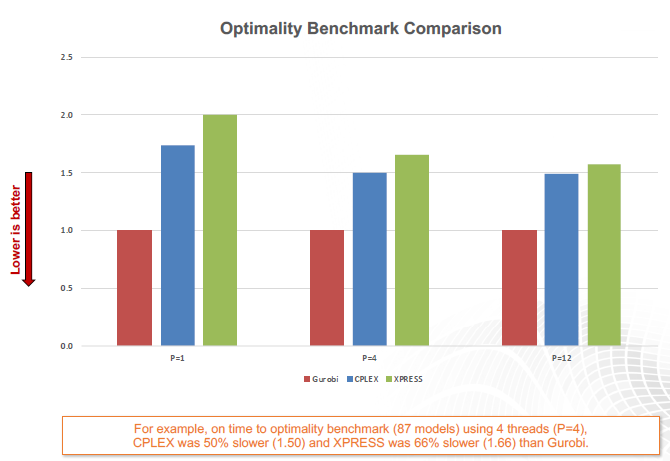 Optimality Benchmark Comparison
2.5
2.0
1.5
1.0
0.5
0.0
Lower is better
P=1
P=4
P=12
Gurobi CPLEX XPRESS
For example, on time to optimality benchmark (87 models) using 4 threads (P=4),
CPLEX was 50% slower (1.50) and XPRESS was 66% slower (1.66) than Gurobi.